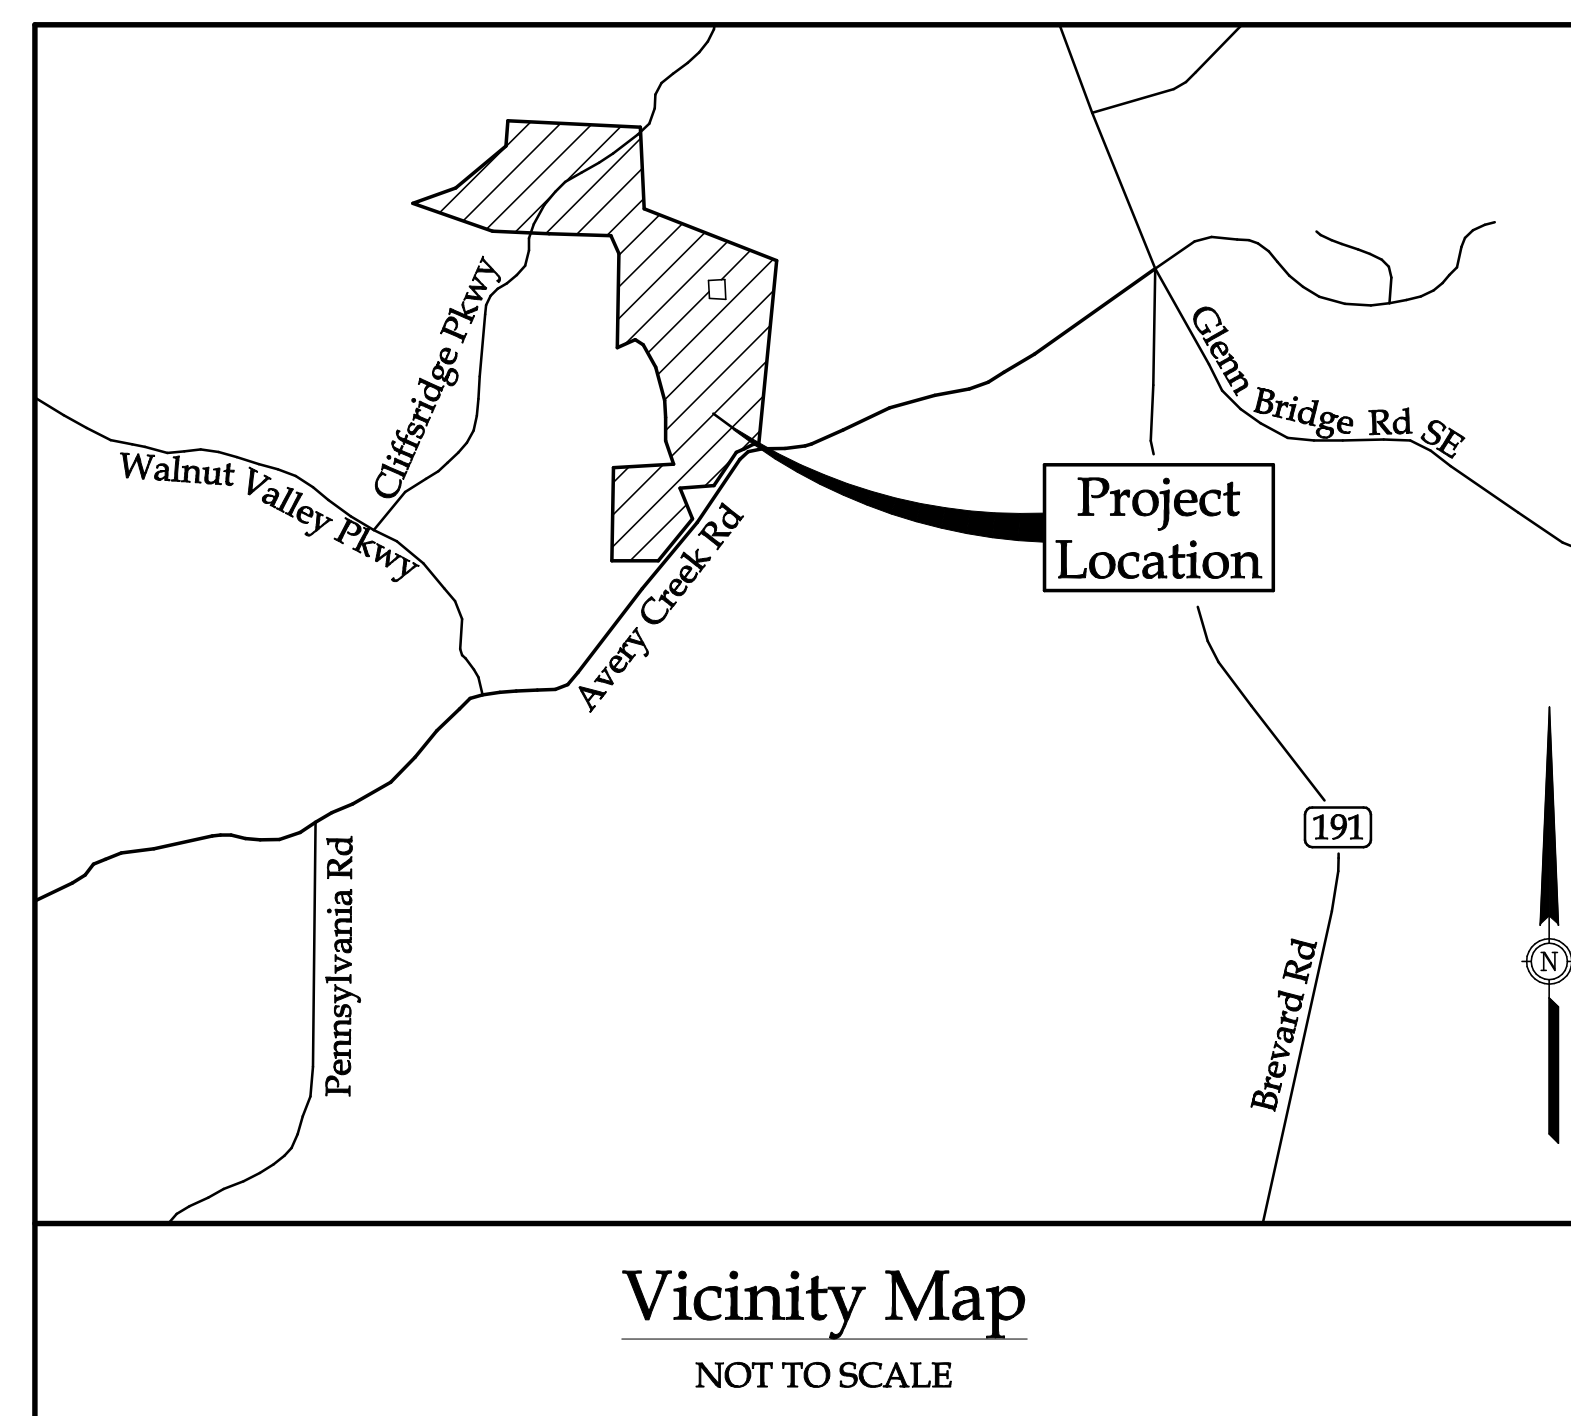 Cliffsridge Pkwy
Walnut Valley Pkwy
Glenn Bridge Rd SE
Project
Location
Avery Creek Rd
191
Pennsylvania Rd
Brevard Rd
N
Vicinity Map
NOT TO SCALE